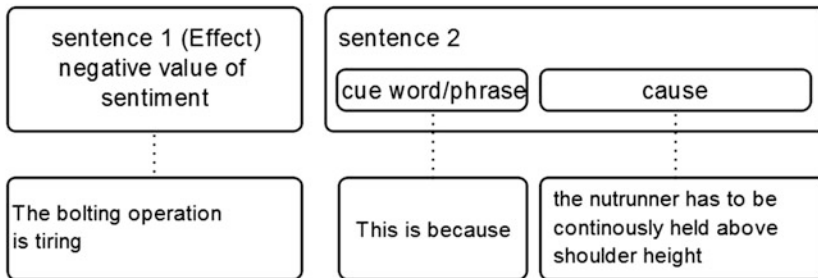 sentence 1 (Effect)
negative value of
sentiment
sentence 2
cue word/phrase
cause
The bolting operation
is tiring
This is because
the nutrunner has to be
continously held above
shoulder height